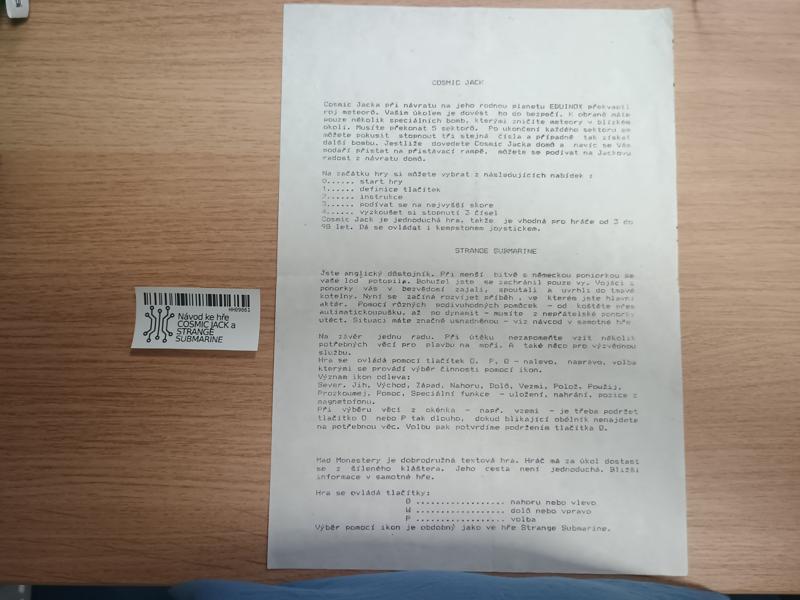 COSMIC JACK
Cosmic Jacka při návratu na jeho rodnou planetu EQUINOX překvapil
roj meteorů. Vaším úkolem je dovést ho do bezpečí. K obraně máte
pouze několik speciálních bomb, kterými zničíte meteory v blízkém
okolí. Musíte překonat 5 sektorů. Po ukončení každého sektoru se
můžete pokusit stopnout tři stejná čísla a případně tak získat
další bombu. Jestliže dovedete Cosmic Jacka domů a navíc se Vám
podaří přistat na přistávací rampě, můžete se podívat na Jackovu
radost z návratu domů.
Na začátku hry si můžete vybrat z následujících nabídek :
0...... start hry
1...... definice tlačítek
2...... instrukce
3...... podívat se na nejvyšší skore
4...... vyzkoušet si stopnutí 3 čísel
Cosmic Jack je jednoduchá hra, takže je vhodná pro hráče od 3 do
98 let. Dá se ovládat i kempstonem joystickem.
STRANGE SUBMARINE
Jste anglický důstojník. Při menší bitvě s německou ponorkou se
vaše loď potopila. Bohužel jste se zachránil pouze vy. Vojáci z
ponorky vás v bezvědomí zajali, spoutali a uvrhli do tmavé
kotelny. Nyní se začíná rozvíjet příběh, ve kterém jste hlavní
aktér. Pomocí různých podivuhodných pomůcek - od koštěte přes
automatickou pušku, až po dynamit - musíte z nepřátelské ponorky
utéct. Situaci máte značně usnadněnou - viz návod v samotné hře
Na závěr jednu radu. Při útěku nezapomeňte vzít několik
potřebných věcí pro plavbu na moři. A také něco pro výzvědnou
službu.
Hra se ovládá pomocí tlačítek O, P, Q - nalevo, napravo, volba
kterými se provádí výběr činnosti pomocí ikon.
Význam ikon odleva:
Sever, Jih, Východ, Západ, Nahoru, Dolů, Vezmi, Polož, Použij,
Prozkoumej, Pomoc, Speciální funkce - uložení, nahrání, pozice z
magnetofonu.
Při výběru věcí z okénka - např. vzemi - je třeba podržet
tlačítko O nebo P tak dlouho, dokud blikající obdélník nenajdete
na potřebnou věc. Volbu pak potvrdíme podržením tlačítka Q.
Mad Monastery je dobrodružná textová hra. Hráč má za úkol dostat
se z šíleného kláštera. Jeho cesta není jednoduchá. Bližší
informace v samotné hře.
Hra se ovládá tlačítky:
Q .................. nahoru nebo vlevo
W .................. dolů nebo vpravo
P .................. volba
Výběr pomocí ikon je obdobný jako ve hře Strange Submarine.
HH09061
Návod ke hře
COSMIC JACK a
STRANGE
SUBMARINE